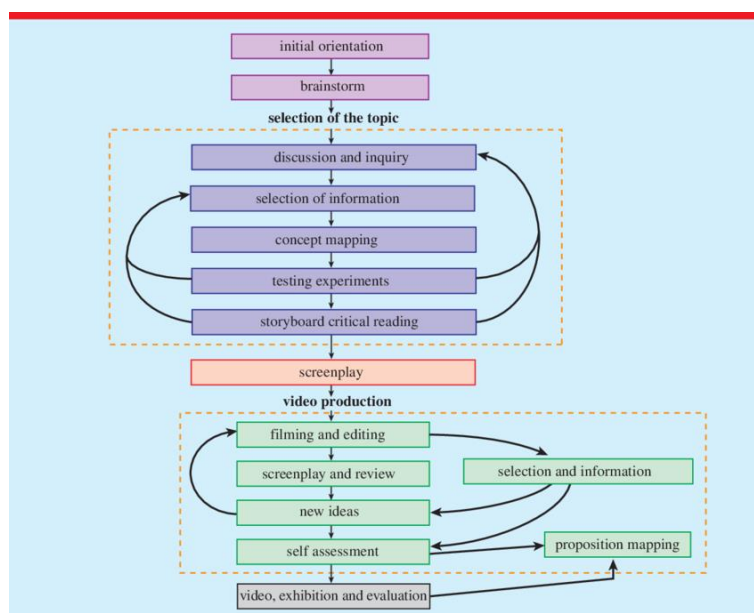 initial orientation
brainstorm
selection of the topic
discussion and inquiry
selection of information
concept mapping
testing experiments
storyboard critical reading
screenplay
video production
filming and editing
screenplay and review
selection and information
new ideas
self assessment
proposition mapping
video, exhibition and evaluation